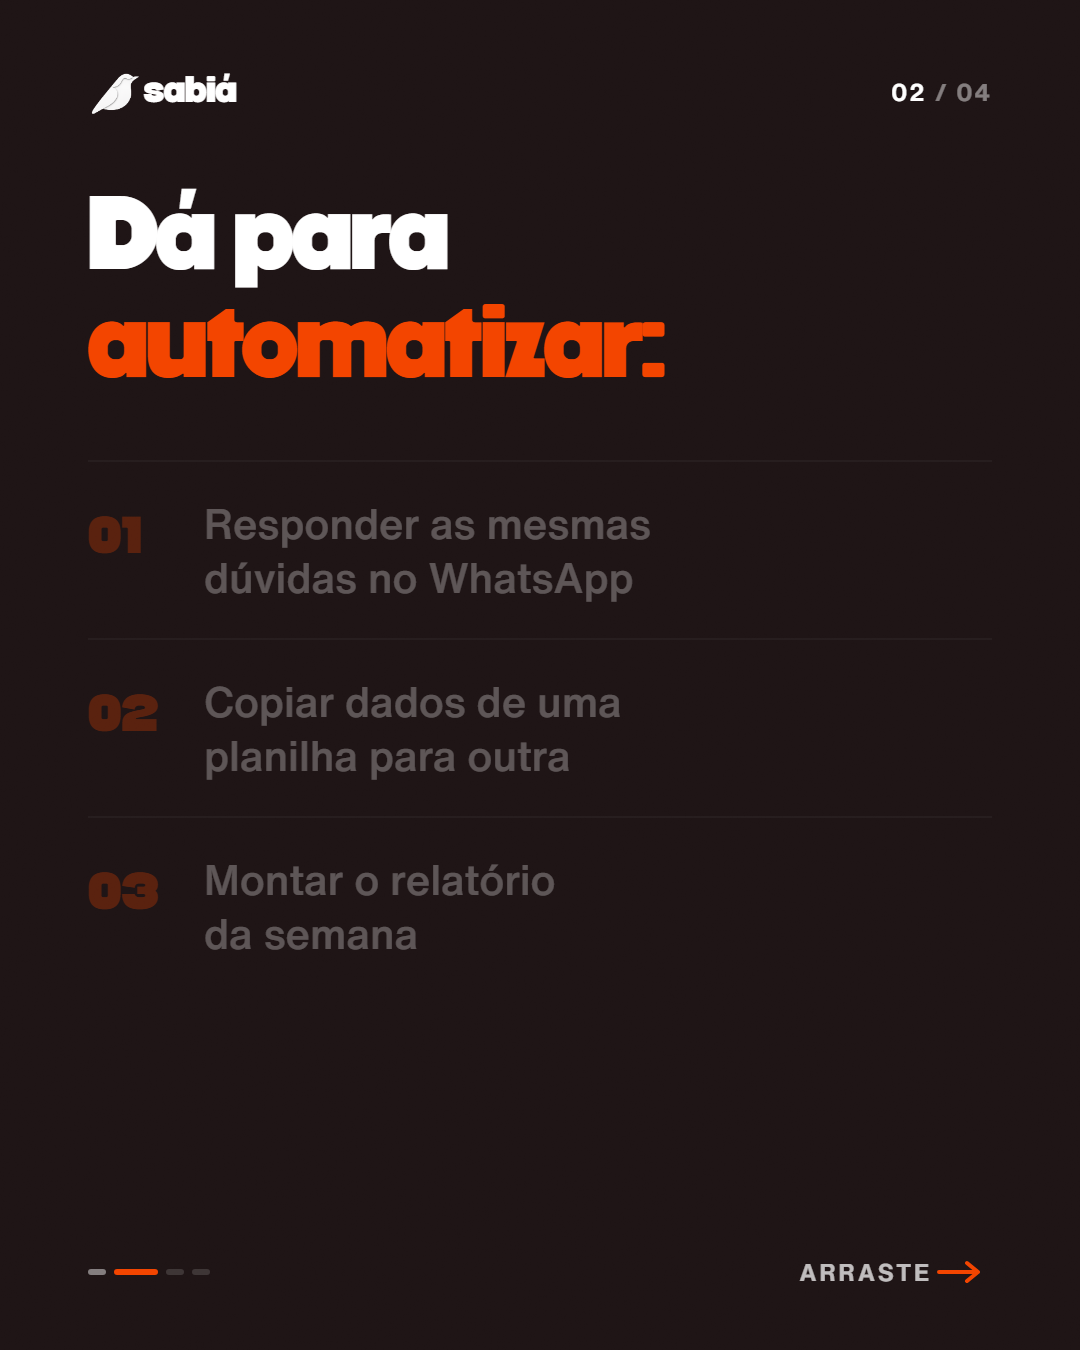 sabiá
02 / 04
Dá para
automatizar:
01 Responder as mesmas
dúvidas no WhatsApp
02 Copiar dados de uma
planilha para outra
03 Montar o relatório
da semana
ARRASTE